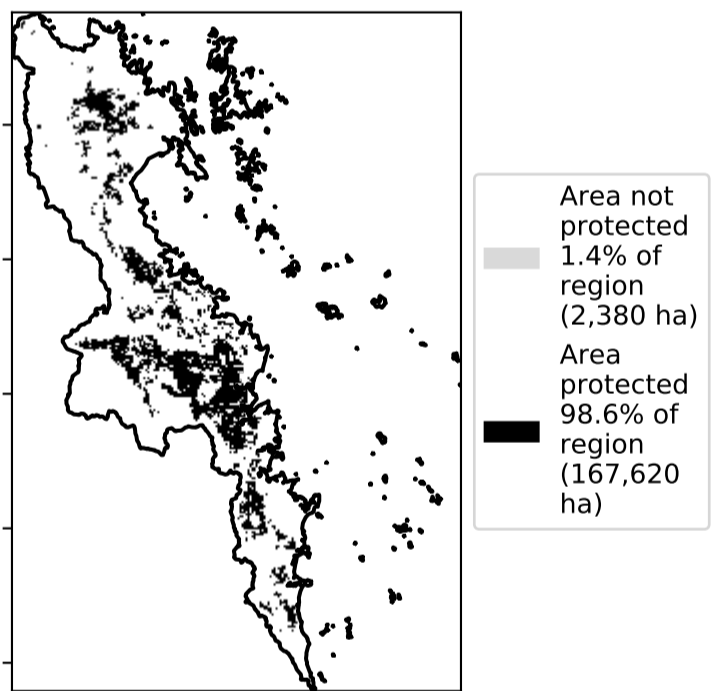 Area not
protected
1.4% of
region
(2,380 ha)
Area
protected
98.6% of
region
(167,620
ha)